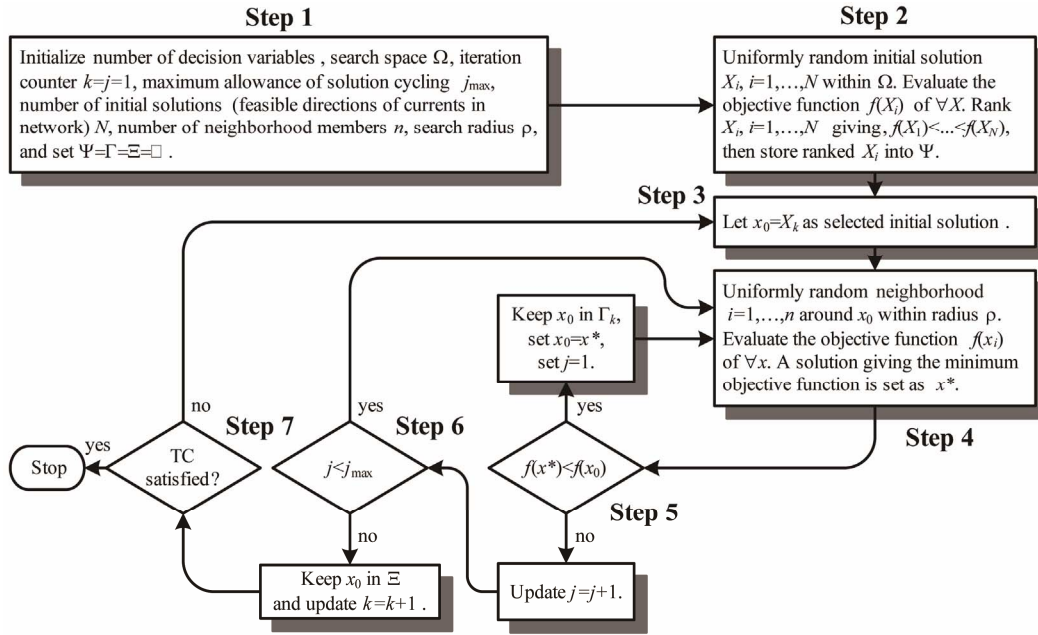 Step 1
Initialize number of decision variables , search space Ω, iteration
counter k=j=1, maximum allowance of solution cycling jmax,
number of initial solutions (feasible directions of currents in
network) N, number of neighborhood members n, search radius ρ,
and set Ψ=Γ=Ξ=□ .
Step 2
Uniformly random initial solution
Xi, i=1,…,N within Ω. Evaluate the
objective function f(Xi) of ∀X. Rank
Xi, i=1,…,N giving, f(X1)<...<f(XN),
then store ranked Xi into Ψ.
Step 3
Let x0=Xk as selected initial solution .
Uniformly random neighborhood
i=1,…,n around x0 within radius ρ.
Evaluate the objective function f(xi)
of ∀x. A solution giving the minimum
objective function is set as x*.
Step 4
Keep x0 in Γk,
set x0=x*,
set j=1.
yes
f(x*)<f(x0)
Step 5
no
Update j=j+1.
yes
Step 6
j<jmax
no
Keep x0 in Ξ
and update k=k+1 .
no
Step 7
TC
satisfied?
yes
Stop